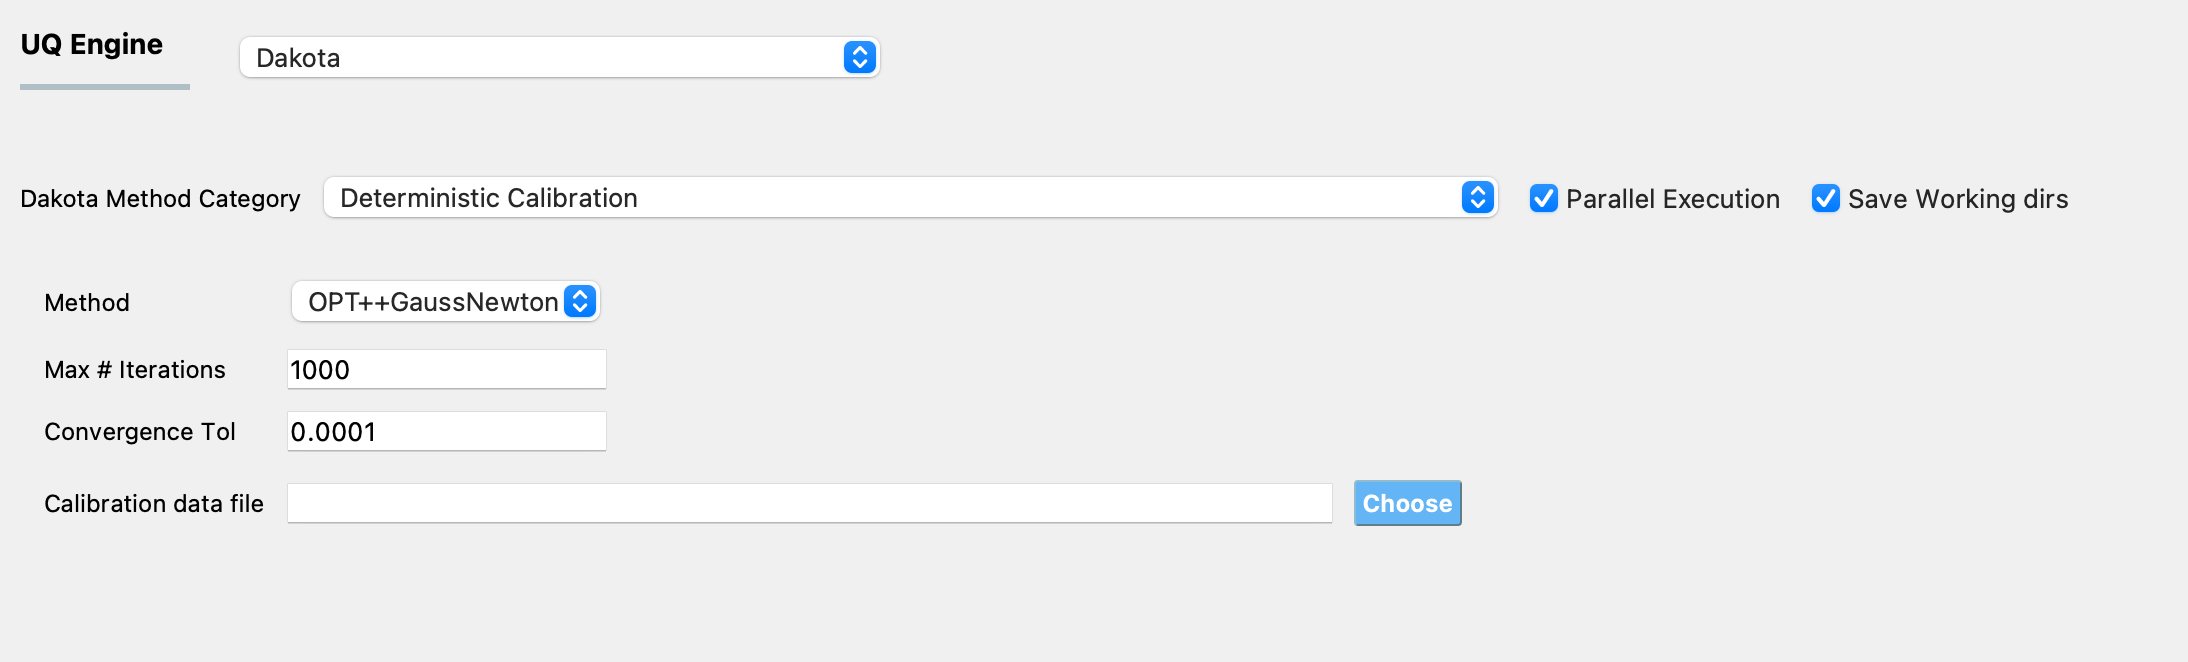 UQ Engine Dakota
Dakota Method Category Deterministic Calibration Parallel Execution Save Working dirs
Method OPT++GaussNewton
Max # Iterations 1000
Convergence Tol 0.0001
Calibration data file Choose